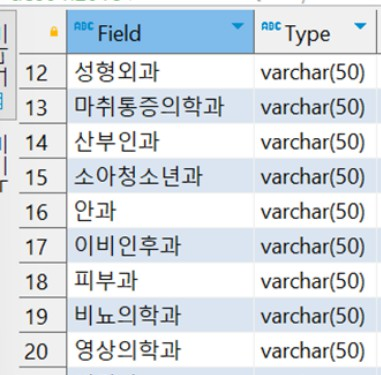 ABC Field ABC Type
12 성형외과 varchar(50)
13 마취통증의학과 varchar(50)
14 산부인과 varchar(50)
15 소아청소년과 varchar(50)
16 안과 varchar(50)
17 이비인후과 varchar(50)
18 피부과 varchar(50)
19 비뇨의학과 varchar(50)
20 영상의학과 varchar(50)